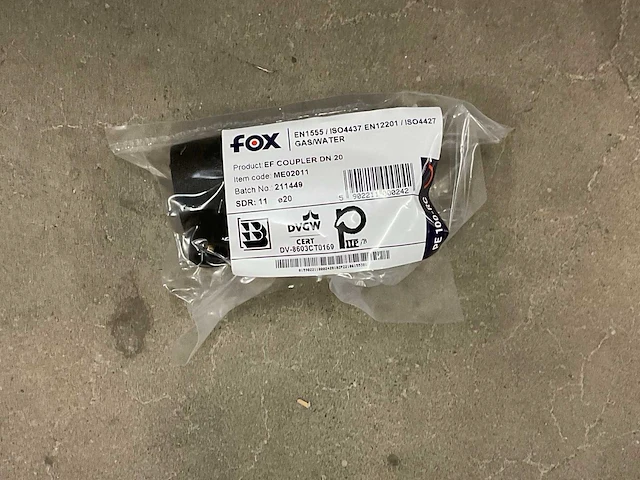 fox
EN1555 / ISO4437 EN12201 / ISO4427
GAS/WATER
Product: EF COUPLER DN 20
Item code: ME02011
Batch No: 211449
SDR: 11 ø20
DVGW
CERT
DV-8603CT0169
PE 100